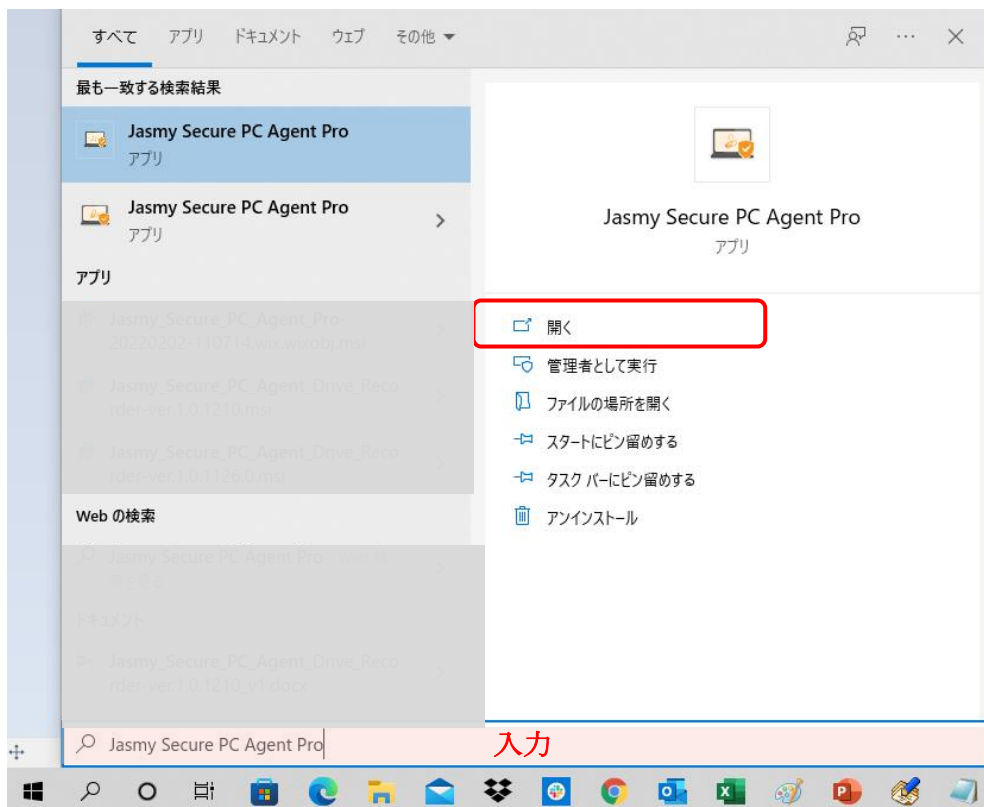 すべて アプリ ドキュメント ウェブ その他
最も一致する検索結果
Jasmy Secure PC Agent Pro
アプリ
Jasmy Secure PC Agent Pro
アプリ
アプリ
Jasmy_Secure_PC_Agent_Pro
20220202-110714.wix.wixobj.msi
Jasmy_Secure_PC_Agent_Drive_Reco
rder-ver.1.0.1210.msi
Jasmy_Secure_PC_Agent_Drive_Reco
rder-ver.1.0.1126.0.msi
Web の検索
Jasmy Secure PC Agent Pro
ドキュメント
Jasmy_Secure_PC_Agent_Drive_Reco
rder-ver.1.0.1210_v1.docx
Jasmy Secure PC Agent Pro
入力
Jasmy Secure PC Agent Pro
アプリ
開く
管理者として実行
ファイルの場所を開く
スタートにピン留めする
タスク バーにピン留めする
アンインストール